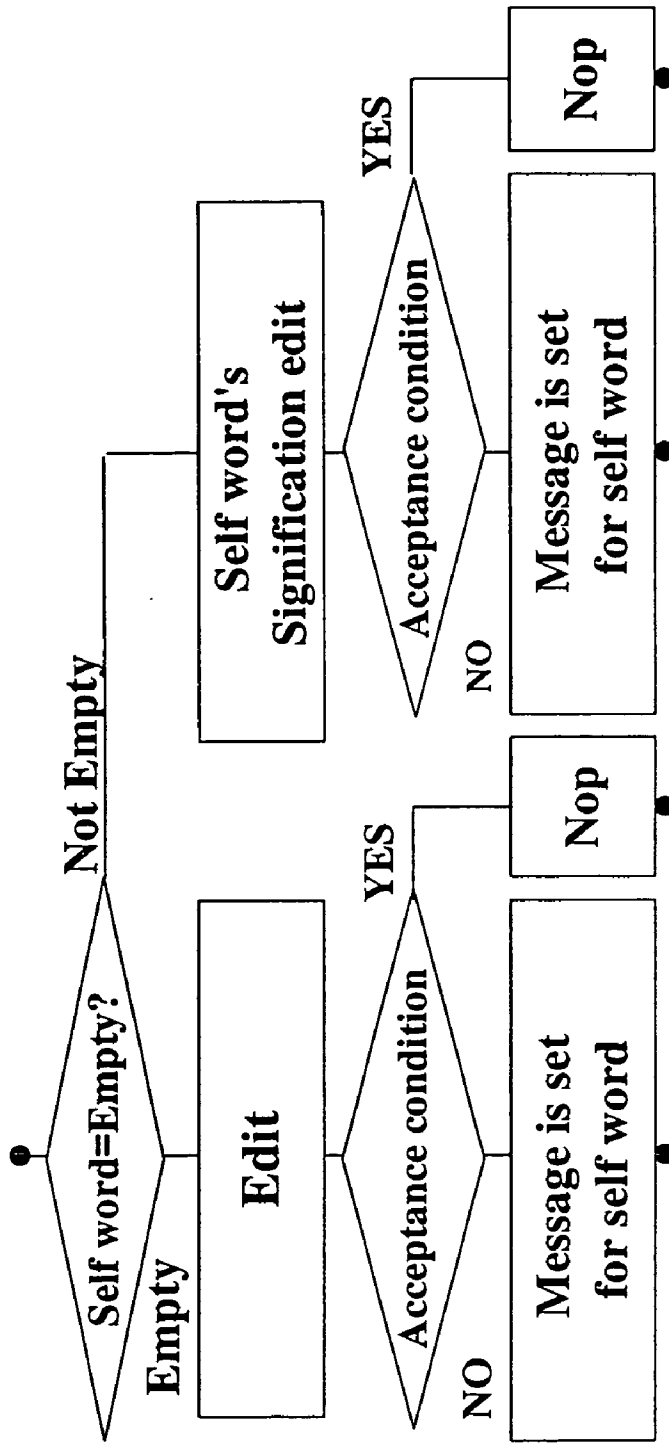 Self word=Empty?
Not Empty
Empty
Edit
Self word's
Signification edit
Acceptance condition
YES
NO
Acceptance condition
YES
NO
Message is set
for self word
Nop
Message is set
for self word
Nop